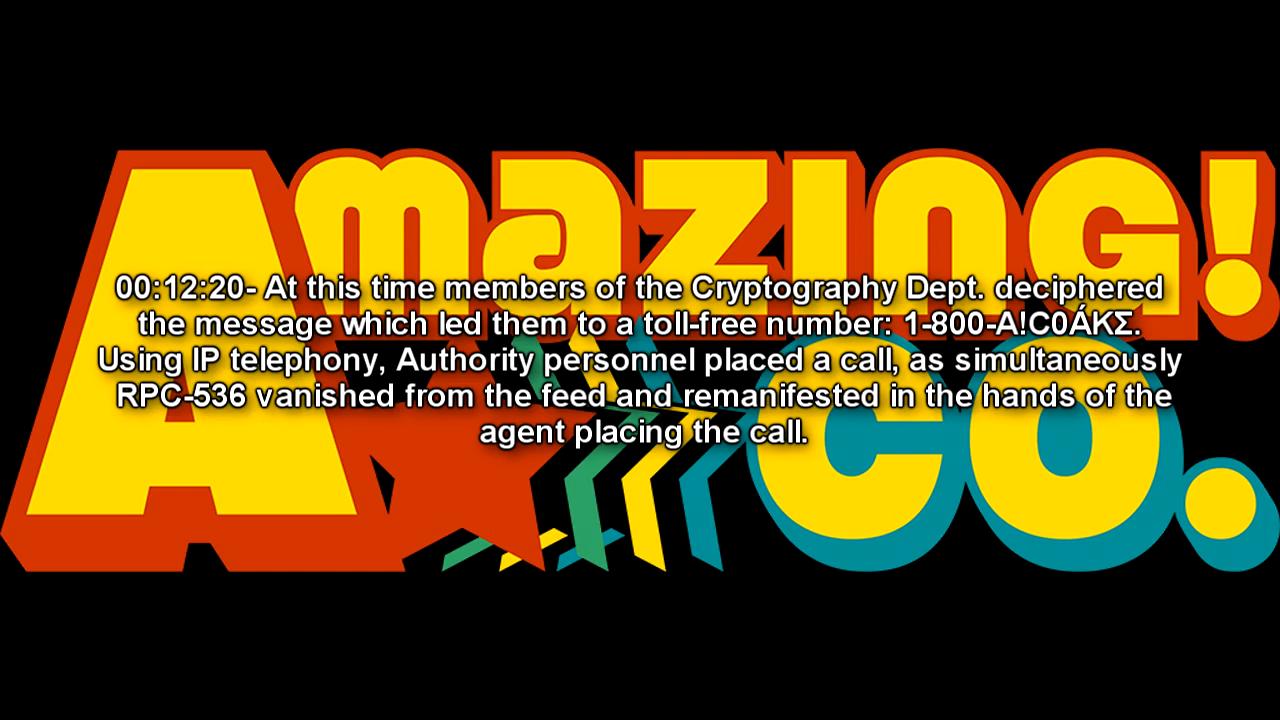 Amazing!
Co.
00:12:20- At this time members of the Cryptography Dept. deciphered
the message which led them to a toll-free number: 1-800-A!C0ÁKΣ.
Using IP telephony, Authority personnel placed a call, as simultaneously
RPC-536 vanished from the feed and remanifested in the hands of the
agent placing the call.